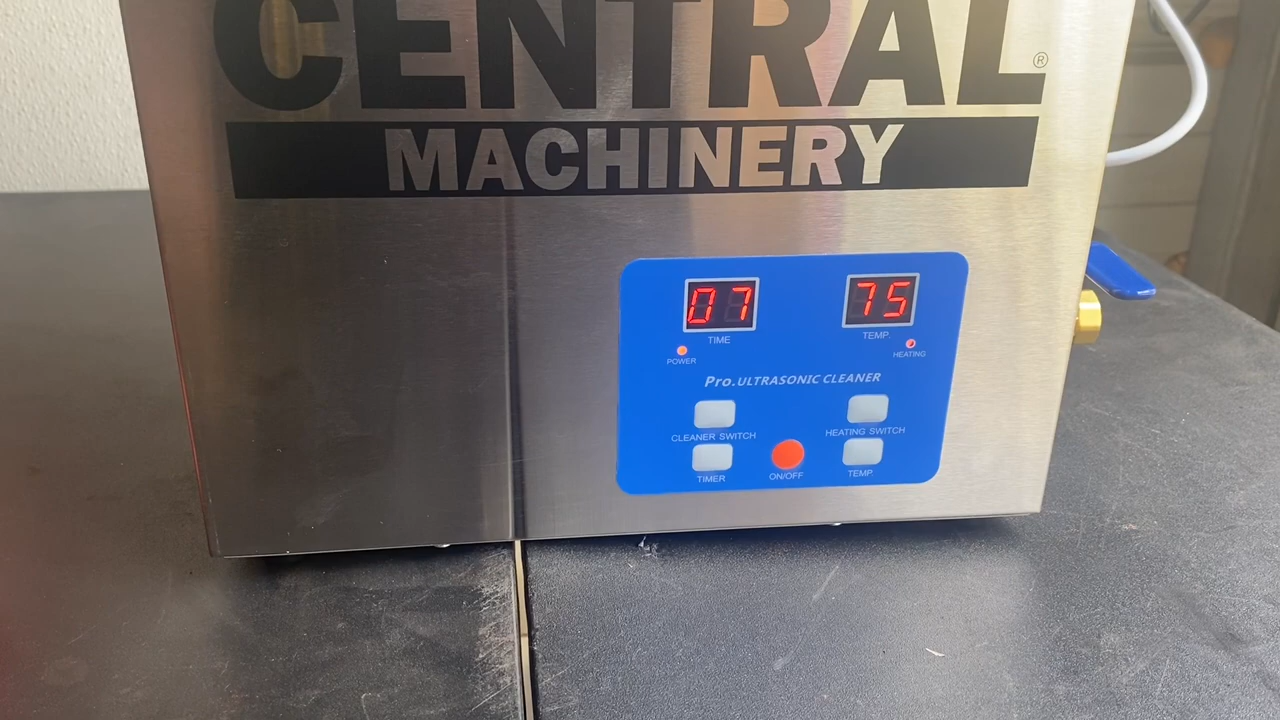 CENTRAL®
MACHINERY
07 75
TIME TEMP.
POWER HEATING
Pro.ULTRASONIC CLEANER
CLEANER SWITCH HEATING SWITCH
TIMER ON/OFF TEMP.